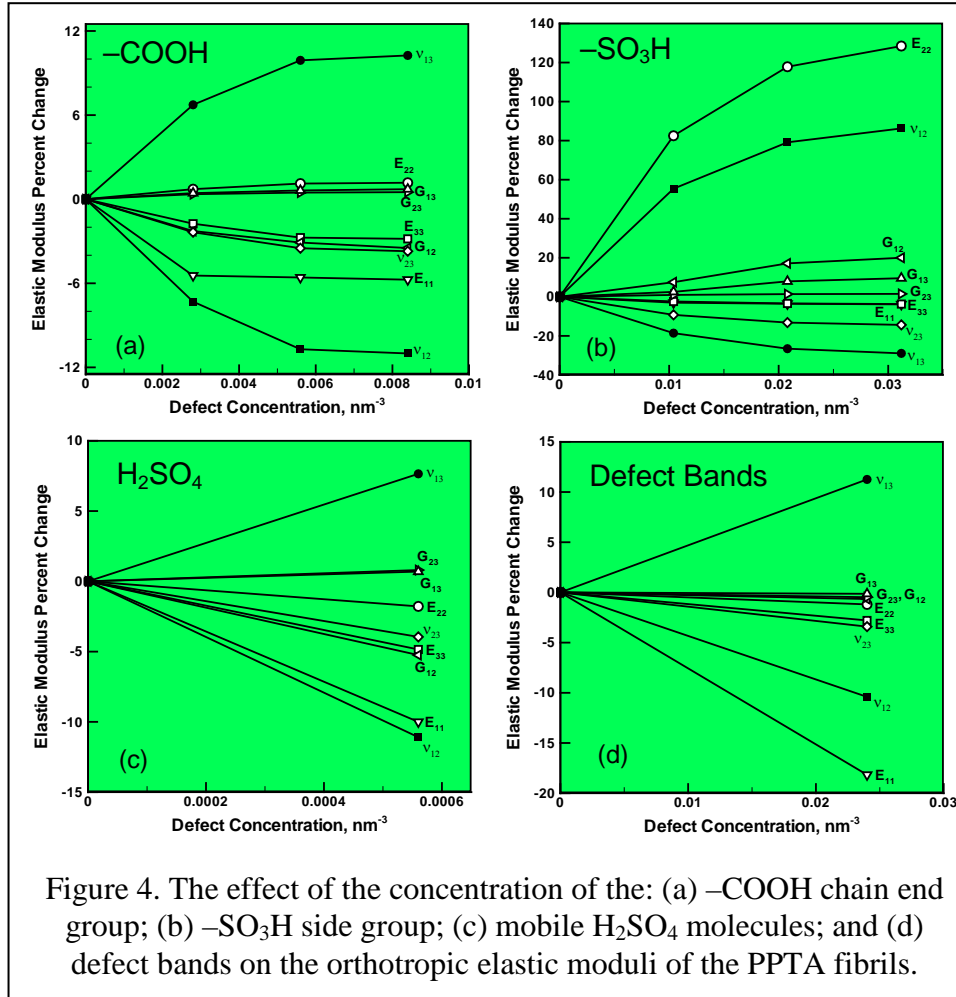 –COOH
Elastic Modulus Percent Change
12
6
0
-6
-12
ν13
E22
G13
G23
E33
G12
ν23
E11
ν12
(a)
0 0.002 0.004 0.006 0.008 0.01
Defect Concentration, nm-3
–SO3H
Elastic Modulus Percent Change
140
120
100
80
60
40
20
0
-20
-40
E22
ν12
G12
G13
G23
E11 E33
ν23
ν13
(b)
0 0.01 0.02 0.03
Defect Concentration, nm-3
H2SO4
Elastic Modulus Percent Change
10
5
0
-5
-10
-15
ν13
G23
G13
E22
ν23
E33
G12
E11
ν12
(c)
0 0.0002 0.0004 0.0006
Defect Concentration, nm-3
Defect Bands
Elastic Modulus Percent Change
15
10
5
0
-5
-10
-15
-20
ν13
G13
G23, G12
E22
E33
ν23
ν12
E11
(d)
0 0.01 0.02 0.03
Defect Concentration, nm-3
Figure 4. The effect of the concentration of the: (a) –COOH chain end
group; (b) –SO3H side group; (c) mobile H2SO4 molecules; and (d)
defect bands on the orthotropic elastic moduli of the PPTA fibrils.